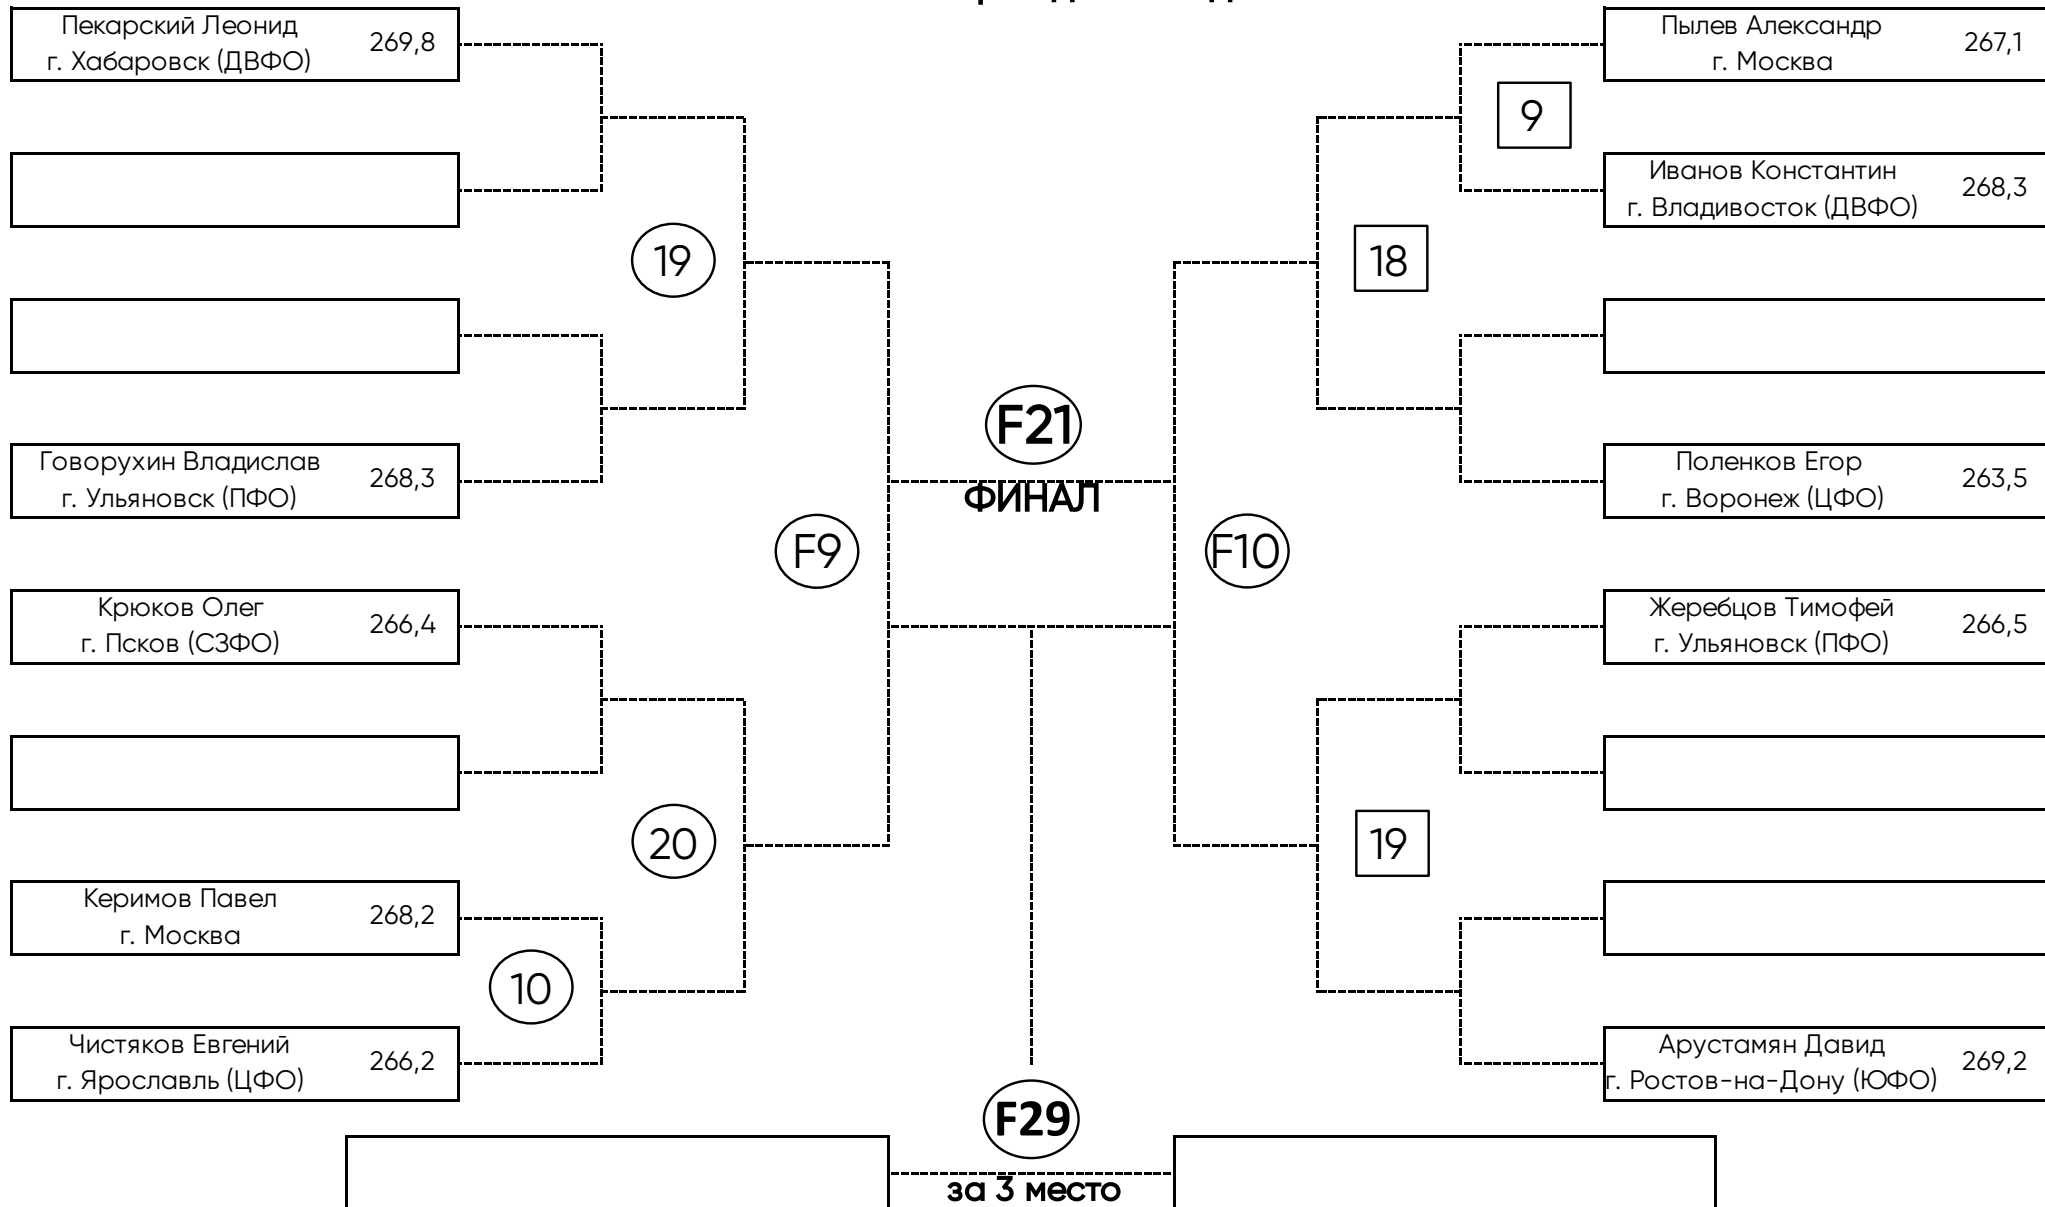 Пекарский Леонид
г. Хабаровск (ДВФО)
269,8
Пылев Александр
г. Москва
267,1
9
Иванов Константин
г. Владивосток (ДВФО)
268,3
19
18
F21
ФИНАЛ
Говорухин Владислав
г. Ульяновск (ПФО)
268,3
Поленков Егор
г. Воронеж (ЦФО)
263,5
F9
F10
Крюков Олег
г. Псков (СЗФО)
266,4
Жеребцов Тимофей
г. Ульяновск (ПФО)
266,5
20
19
Керимов Павел
г. Москва
268,2
10
Чистяков Евгений
г. Ярославль (ЦФО)
266,2
Арустамян Давид
г. Ростов-на-Дону (ЮФО)
269,2
F29
за 3 место